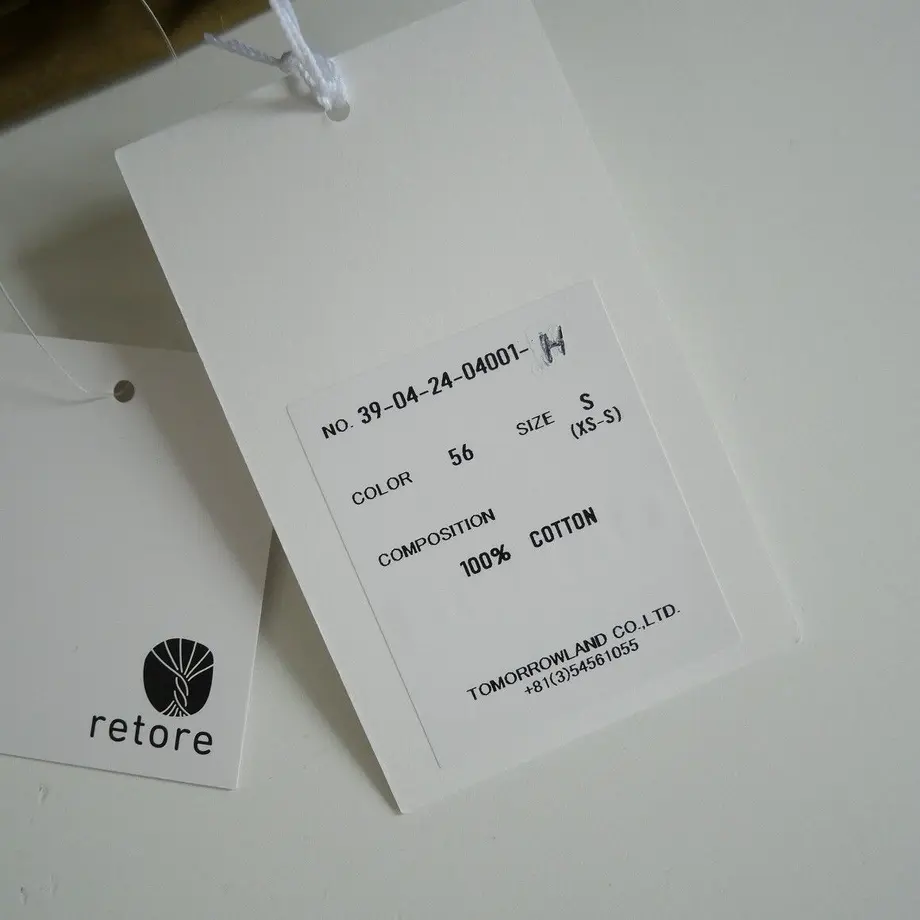 NO. 39-04-24-04001-H
COLOR 56 SIZE S
(XS-S)
COMPOSITION
100% COTTON
TOMORROWLAND CO.,LTD.
+81(3)54561055
retore